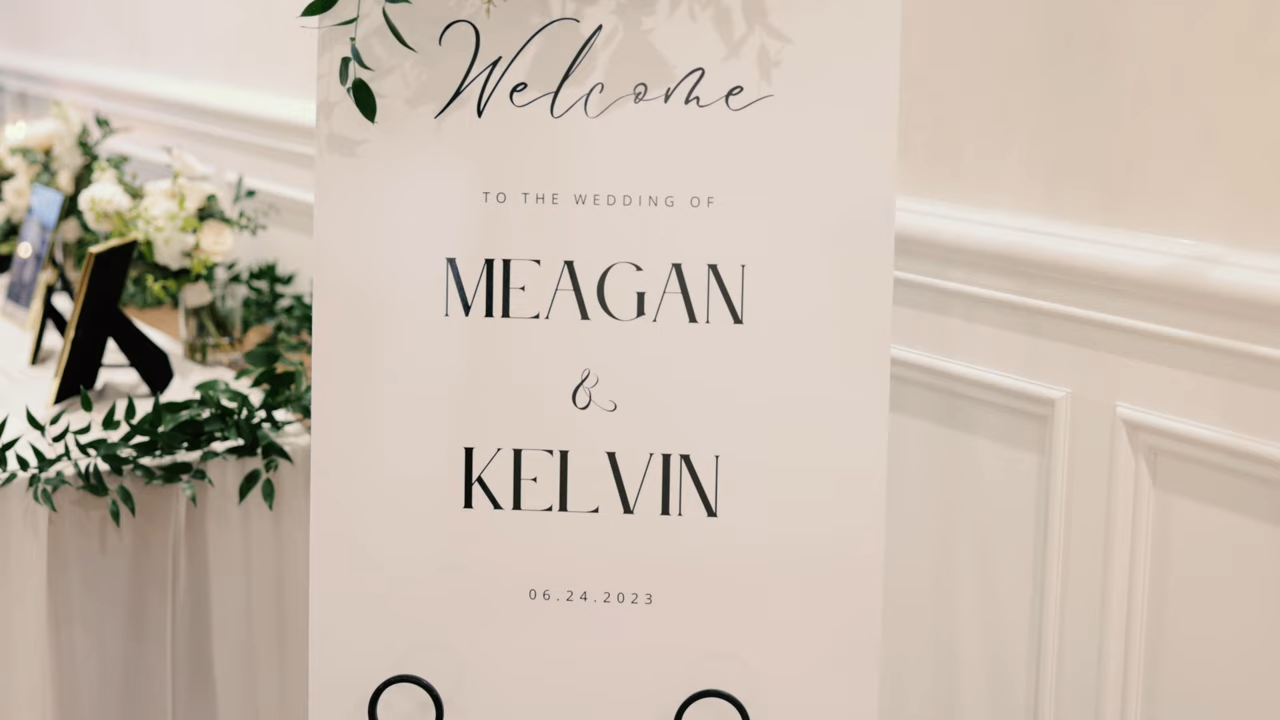 Welcome
TO THE WEDDING OF
MEAGAN
&
KELVIN
06.24.2023